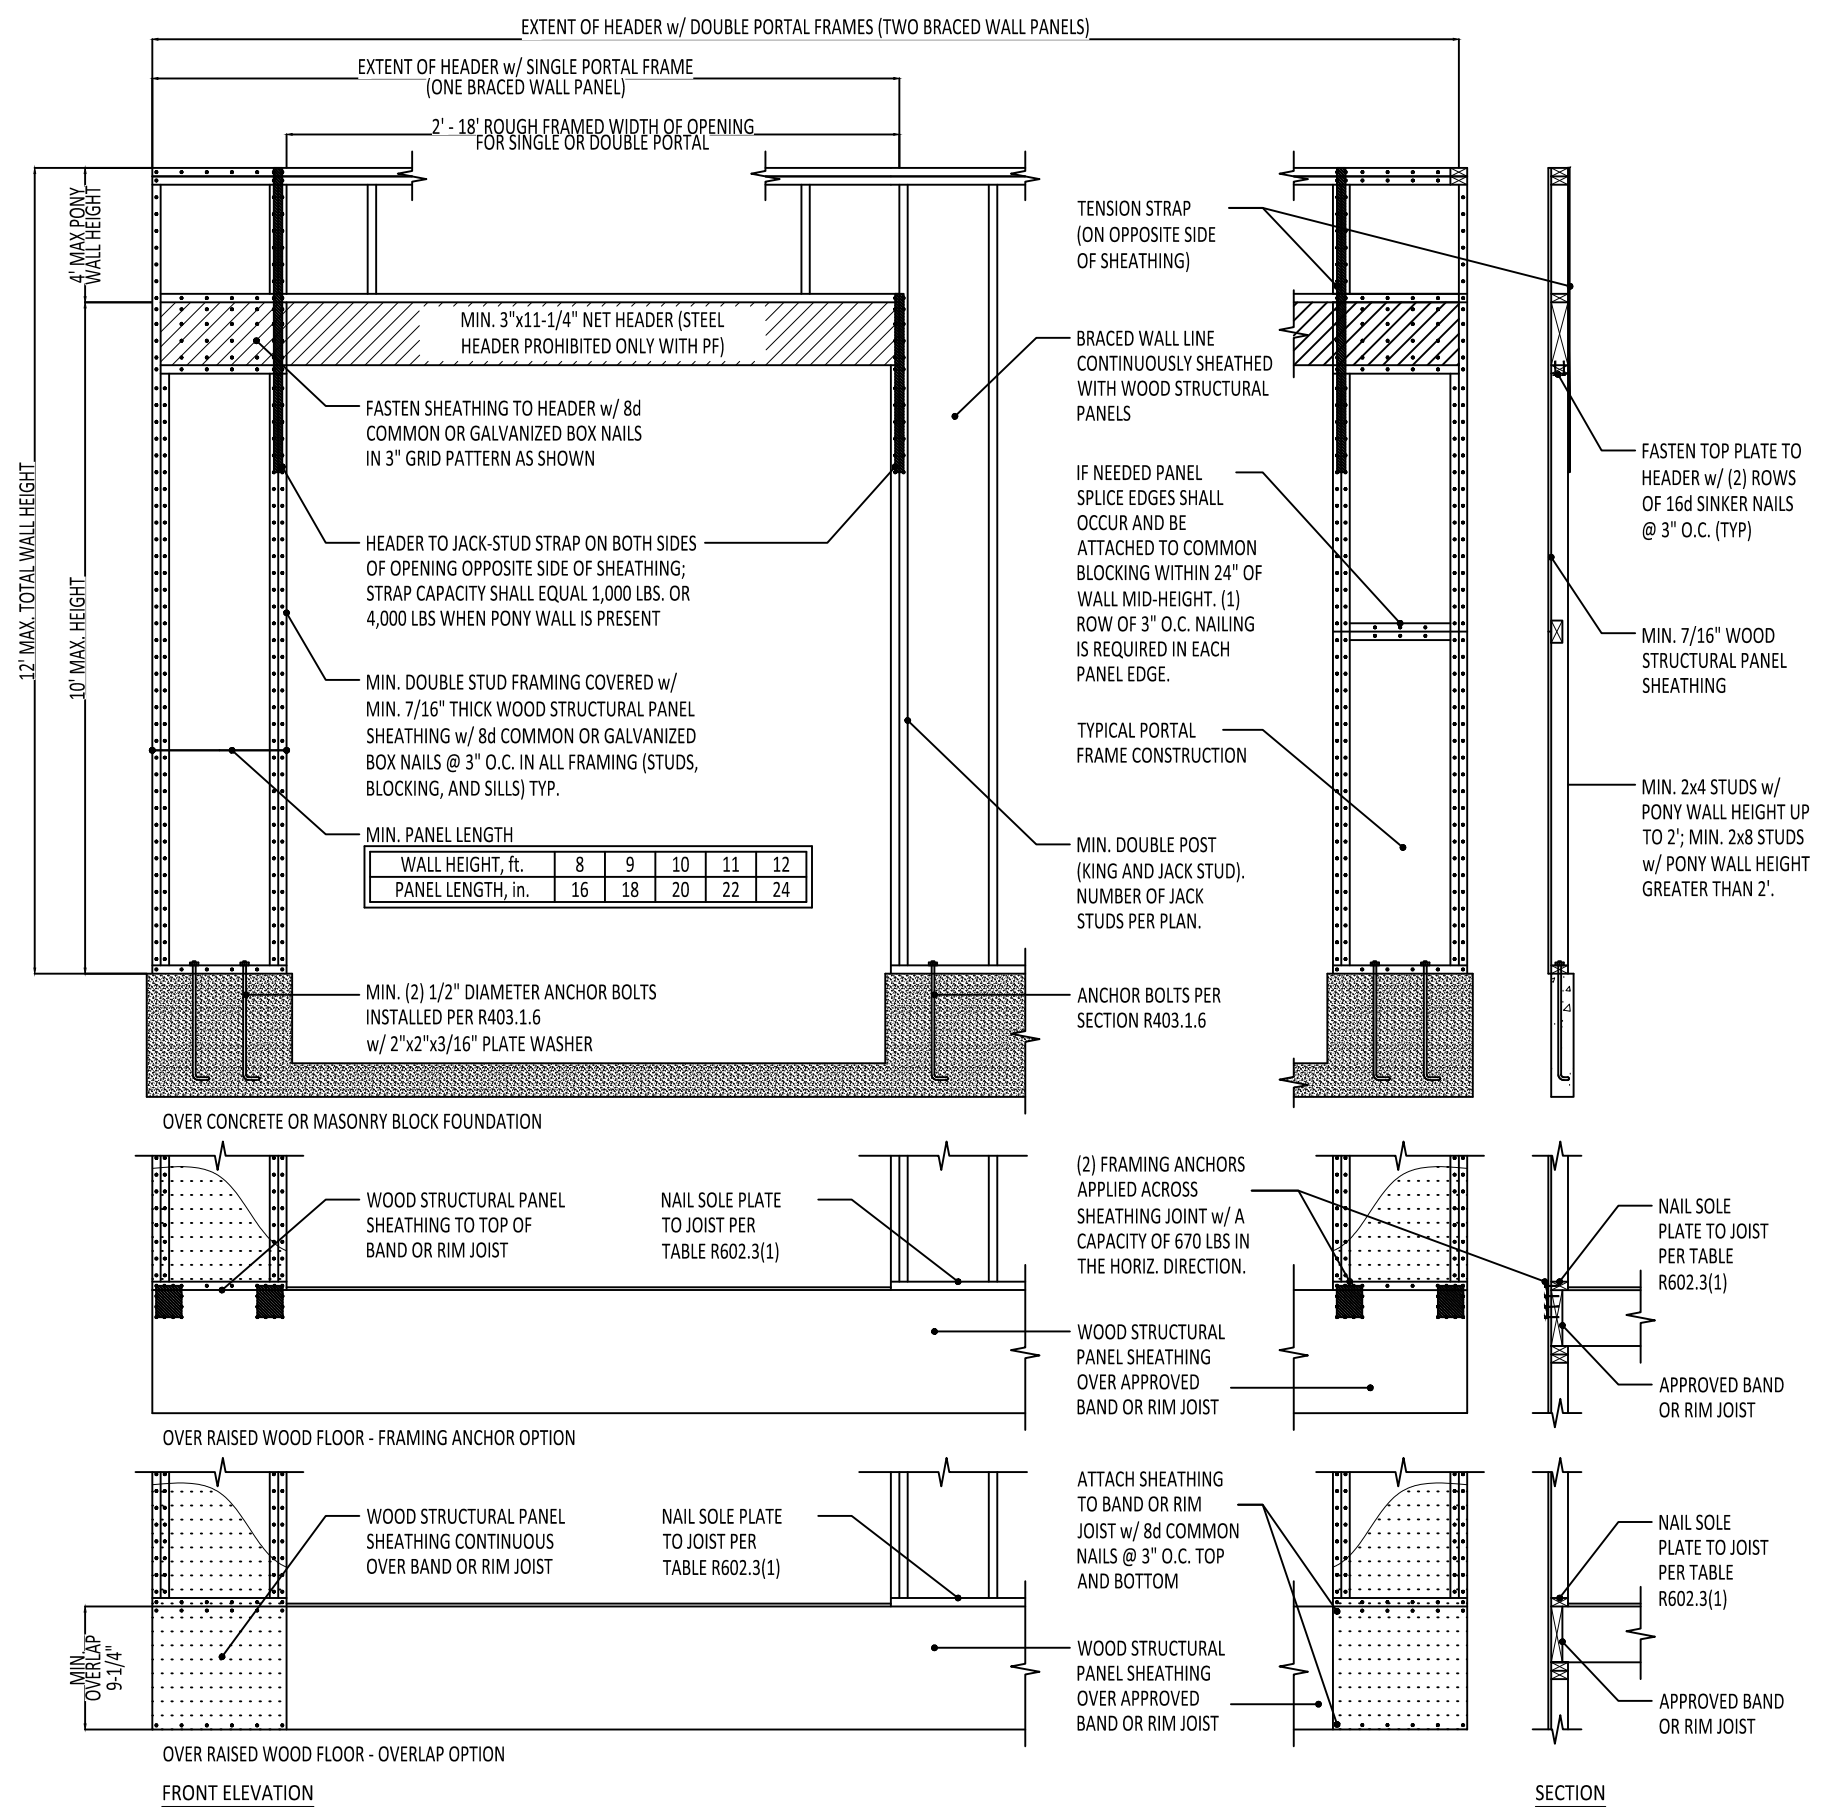 EXTENT OF HEADER w/ DOUBLE PORTAL FRAMES (TWO BRACED WALL PANELS)
EXTENT OF HEADER w/ SINGLE PORTAL FRAME
(ONE BRACED WALL PANEL)
2' - 18' ROUGH FRAMED WIDTH OF OPENING
FOR SINGLE OR DOUBLE PORTAL
12' MAX. TOTAL WALL HEIGHT
4' MAX PONY
WALL HEIGHT
10' MAX. HEIGHT
MIN. 3"x11-1/4" NET HEADER (STEEL
HEADER PROHIBITED ONLY WITH PF)
FASTEN SHEATHING TO HEADER w/ 8d
COMMON OR GALVANIZED BOX NAILS
IN 3" GRID PATTERN AS SHOWN
HEADER TO JACK-STUD STRAP ON BOTH SIDES
OF OPENING OPPOSITE SIDE OF SHEATHING;
STRAP CAPACITY SHALL EQUAL 1,000 LBS. OR
4,000 LBS WHEN PONY WALL IS PRESENT
MIN. DOUBLE STUD FRAMING COVERED w/
MIN. 7/16" THICK WOOD STRUCTURAL PANEL
SHEATHING w/ 8d COMMON OR GALVANIZED
BOX NAILS @ 3" O.C. IN ALL FRAMING (STUDS,
BLOCKING, AND SILLS) TYP.
MIN. PANEL LENGTH
WALL HEIGHT, ft. 8 9 10 11 12
PANEL LENGTH, in. 16 18 20 22 24
MIN. (2) 1/2" DIAMETER ANCHOR BOLTS
INSTALLED PER R403.1.6
w/ 2"x2"x3/16" PLATE WASHER
TENSION STRAP
(ON OPPOSITE SIDE
OF SHEATHING)
BRACED WALL LINE
CONTINUOUSLY SHEATHED
WITH WOOD STRUCTURAL
PANELS
IF NEEDED PANEL
SPLICE EDGES SHALL
OCCUR AND BE
ATTACHED TO COMMON
BLOCKING WITHIN 24" OF
WALL MID-HEIGHT. (1)
ROW OF 3" O.C. NAILING
IS REQUIRED IN EACH
PANEL EDGE.
TYPICAL PORTAL
FRAME CONSTRUCTION
MIN. DOUBLE POST
(KING AND JACK STUD).
NUMBER OF JACK
STUDS PER PLAN.
ANCHOR BOLTS PER
SECTION R403.1.6
FASTEN TOP PLATE TO
HEADER w/ (2) ROWS
OF 16d SINKER NAILS
@ 3" O.C. (TYP)
MIN. 7/16" WOOD
STRUCTURAL PANEL
SHEATHING
MIN. 2x4 STUDS w/
PONY WALL HEIGHT UP
TO 2'; MIN. 2x8 STUDS
w/ PONY WALL HEIGHT
GREATER THAN 2'.
OVER CONCRETE OR MASONRY BLOCK FOUNDATION
WOOD STRUCTURAL PANEL
SHEATHING TO TOP OF
BAND OR RIM JOIST
NAIL SOLE PLATE
TO JOIST PER
TABLE R602.3(1)
(2) FRAMING ANCHORS
APPLIED ACROSS
SHEATHING JOINT w/ A
CAPACITY OF 670 LBS IN
THE HORIZ. DIRECTION.
WOOD STRUCTURAL
PANEL SHEATHING
OVER APPROVED
BAND OR RIM JOIST
NAIL SOLE
PLATE TO JOIST
PER TABLE
R602.3(1)
APPROVED BAND
OR RIM JOIST
OVER RAISED WOOD FLOOR - FRAMING ANCHOR OPTION
WOOD STRUCTURAL PANEL
SHEATHING CONTINUOUS
OVER BAND OR RIM JOIST
NAIL SOLE PLATE
TO JOIST PER
TABLE R602.3(1)
ATTACH SHEATHING
TO BAND OR RIM
JOIST w/ 8d COMMON
NAILS @ 3" O.C. TOP
AND BOTTOM
WOOD STRUCTURAL
PANEL SHEATHING
OVER APPROVED
BAND OR RIM JOIST
NAIL SOLE
PLATE TO JOIST
PER TABLE
R602.3(1)
APPROVED BAND
OR RIM JOIST
MIN.
OVERLAP
9-1/4"
OVER RAISED WOOD FLOOR - OVERLAP OPTION
FRONT ELEVATION
SECTION